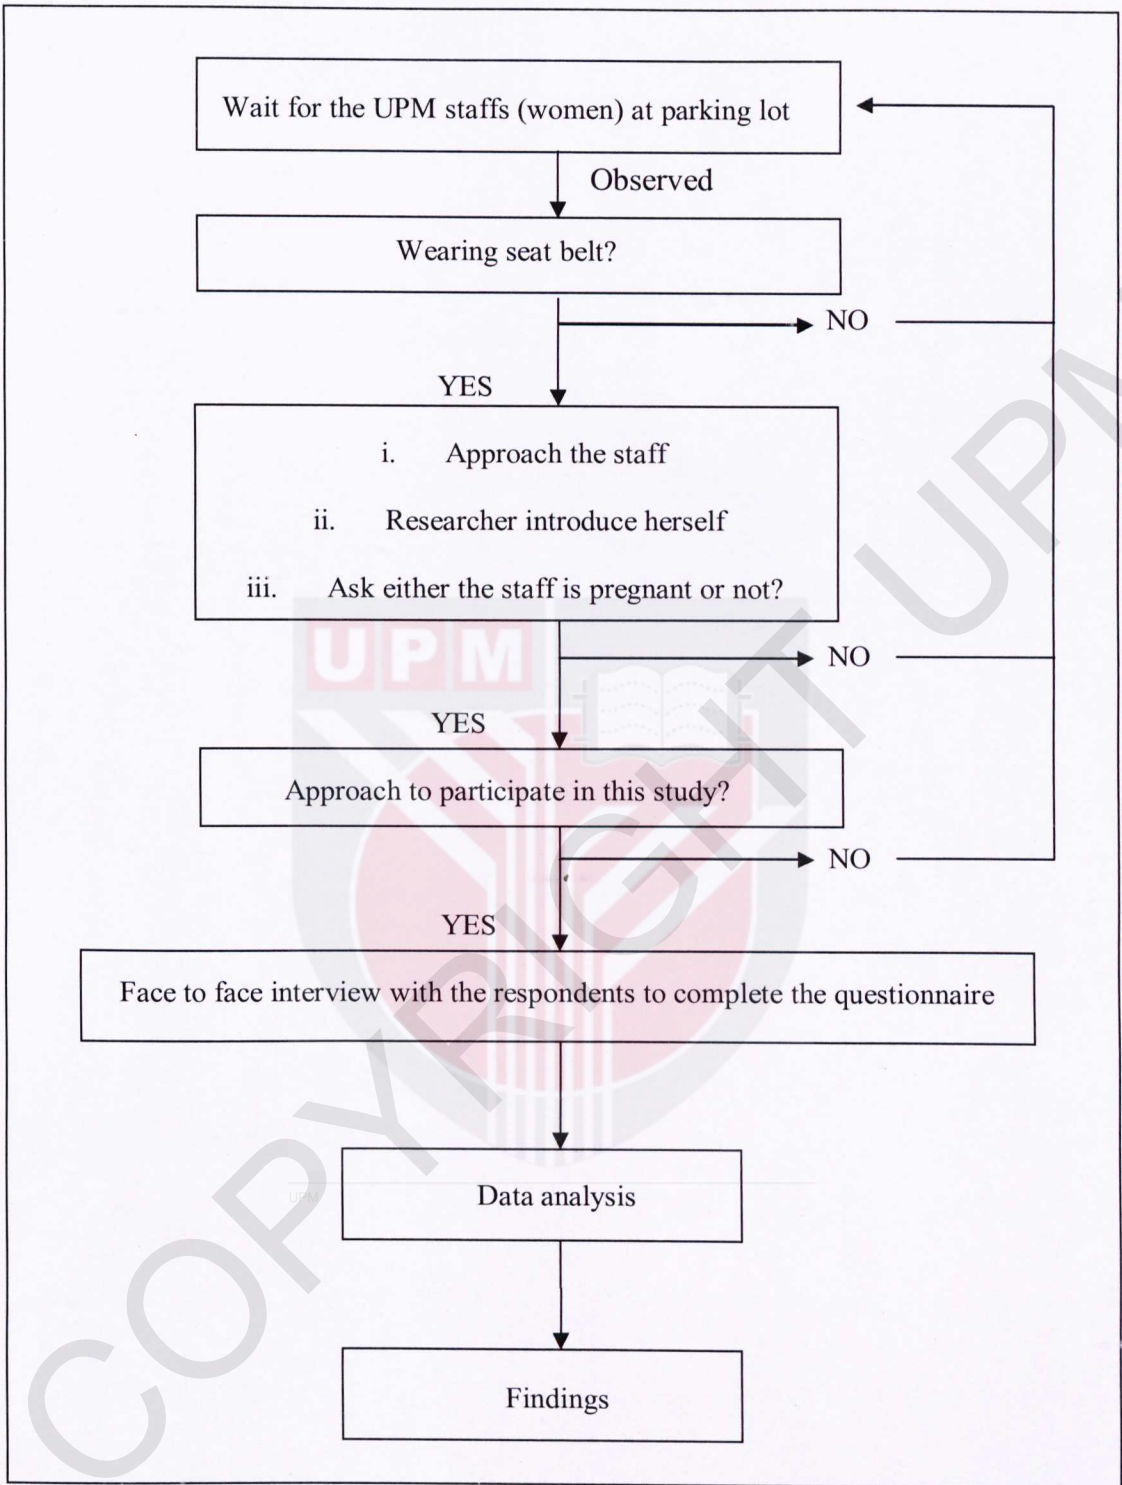 Wait for the UPM staffs (women) at parking lot
Observed
Wearing seat belt?
NO
YES
i. Approach the staff
ii. Researcher introduce herself
iii. Ask either the staff is pregnant or not?
UPM
NO
YES
Approach to participate in this study?
NO
YES
Face to face interview with the respondents to complete the questionnaire
Data analysis
UPM
Findings
COPYRIGHT UPM